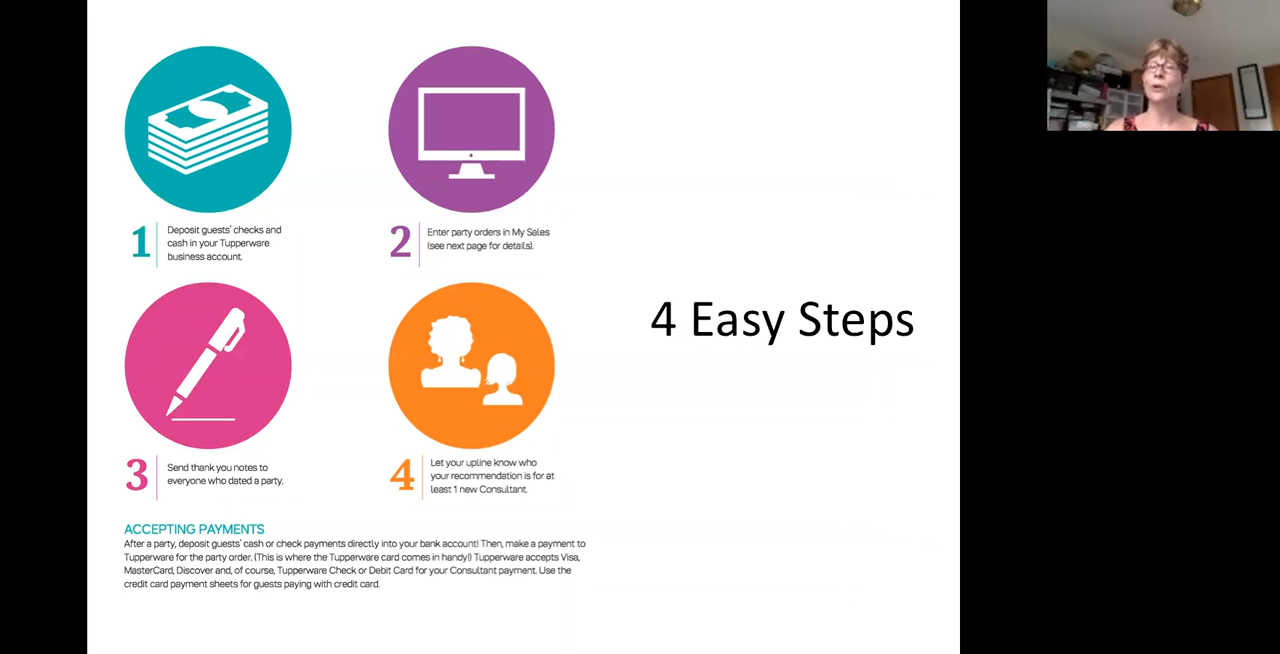 1
Deposit guests' checks and
cash in your Tupperware
business account.
2
Enter party orders in My Sales
(see next page for details).
3
Send thank you notes to
everyone who dated a party.
4
Let your upline know who
your recommendation is for at
least 1 new Consultant.
4 Easy Steps
ACCEPTING PAYMENTS
After a party, deposit guests' cash or check payments directly into your bank account! Then, make a payment to
Tupperware for the party order. (This is where the Tupperware card comes in handy!) Tupperware accepts Visa,
MasterCard, Discover and, of course, Tupperware Check or Debit Card for your Consultant payment. Use the
credit card payment sheets for guests paying with credit card.